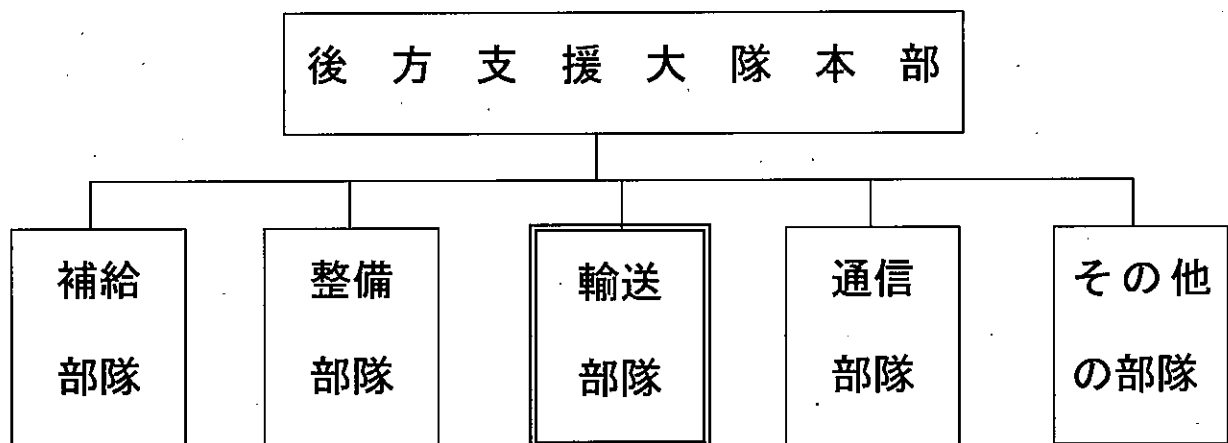 後方支援大隊本部
補給
部隊
整備
部隊
輸送
部隊
通信
部隊
その他
の部隊